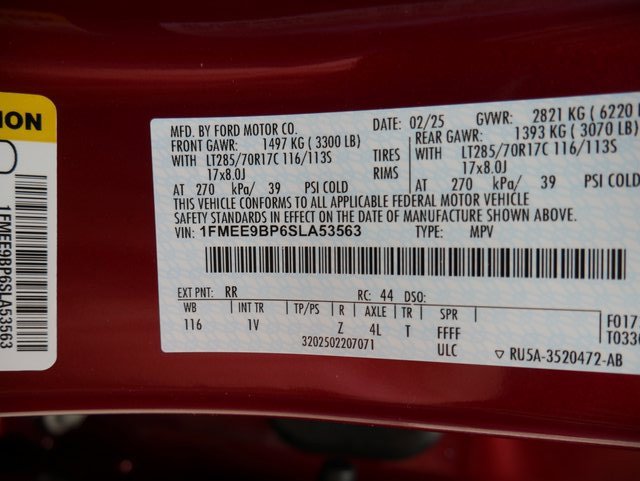 ION
1FMEE9BP6SLA53563
MFD. BY FORD MOTOR CO.
DATE: 02/25 GVWR: 2821 KG ( 6220
FRONT GAWR: 1497 KG ( 3300 LB) REAR GAWR: 1393 KG ( 3070 LB)
WITH LT285/70R17C 116/113S TIRES WITH LT285/70R17C 116/113S
17x8.0J RIMS 17x8.0J
AT 270 kPa/ 39 PSI COLD AT 270 kPa/ 39 PSI COLD
THIS VEHICLE CONFORMS TO ALL APPLICABLE FEDERAL MOTOR VEHICLE
SAFETY STANDARDS IN EFFECT ON THE DATE OF MANUFACTURE SHOWN ABOVE.
VIN: 1FMEE9BP6SLA53563 TYPE: MPV
EXT PNT: RR RC: 44 DSO:
WB INT TR TP/PS R AXLE TR SPR
116 1V Z 4L T FFFF
3202502207071 ULC
F017
T0336
▽ RU5A-3520472-AB